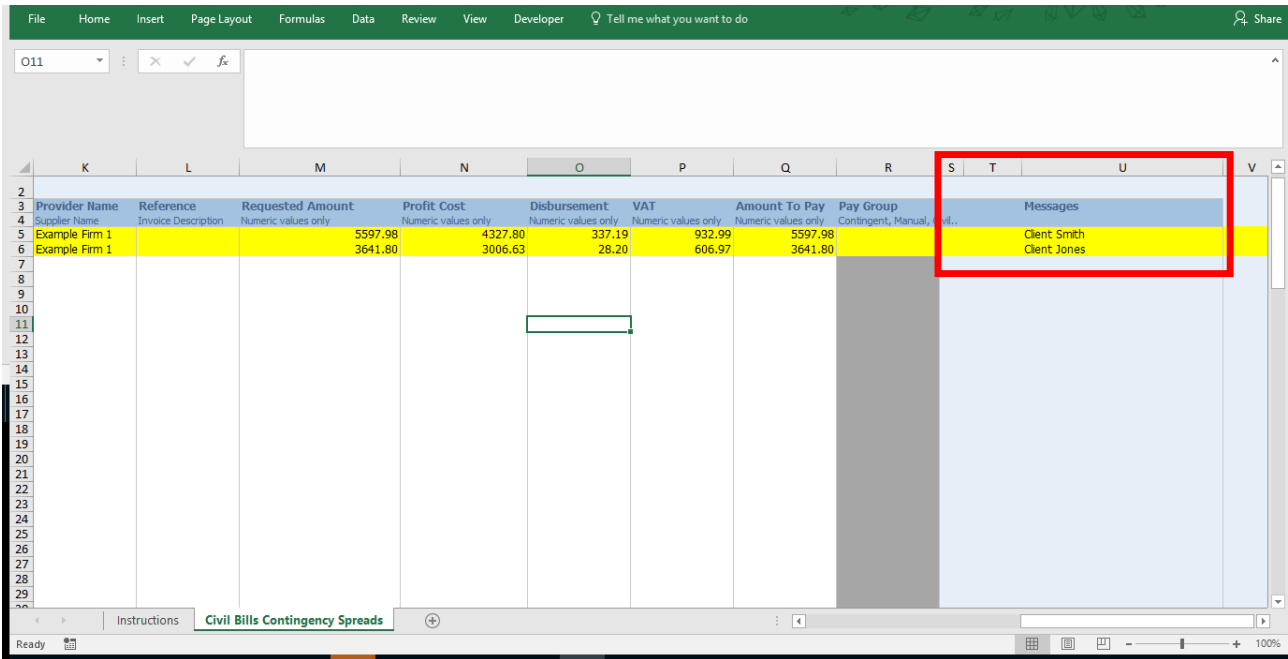 File Home Insert Page Layout Formulas Data Review View Developer Tell me what you want to do Share
O11 fx
K L M N O P Q R S T U V
2
3 Provider Name Reference Requested Amount Profit Cost Disbursement VAT Amount To Pay Pay Group Messages
4 Supplier Name Invoice Description Numeric values only Numeric values only Numeric values only Numeric values only Numeric values only Contingent, Manual, Civil..
5 Example Firm 1 5597.98 4327.80 337.19 932.99 5597.98 Client Smith
6 Example Firm 1 3641.80 3006.63 28.20 606.97 3641.80 Client Jones
7
8
9
10
11
12
13
14
15
16
17
18
19
20
21
22
23
24
25
26
27
28
29
Instructions Civil Bills Contingency Spreads
Ready 100%